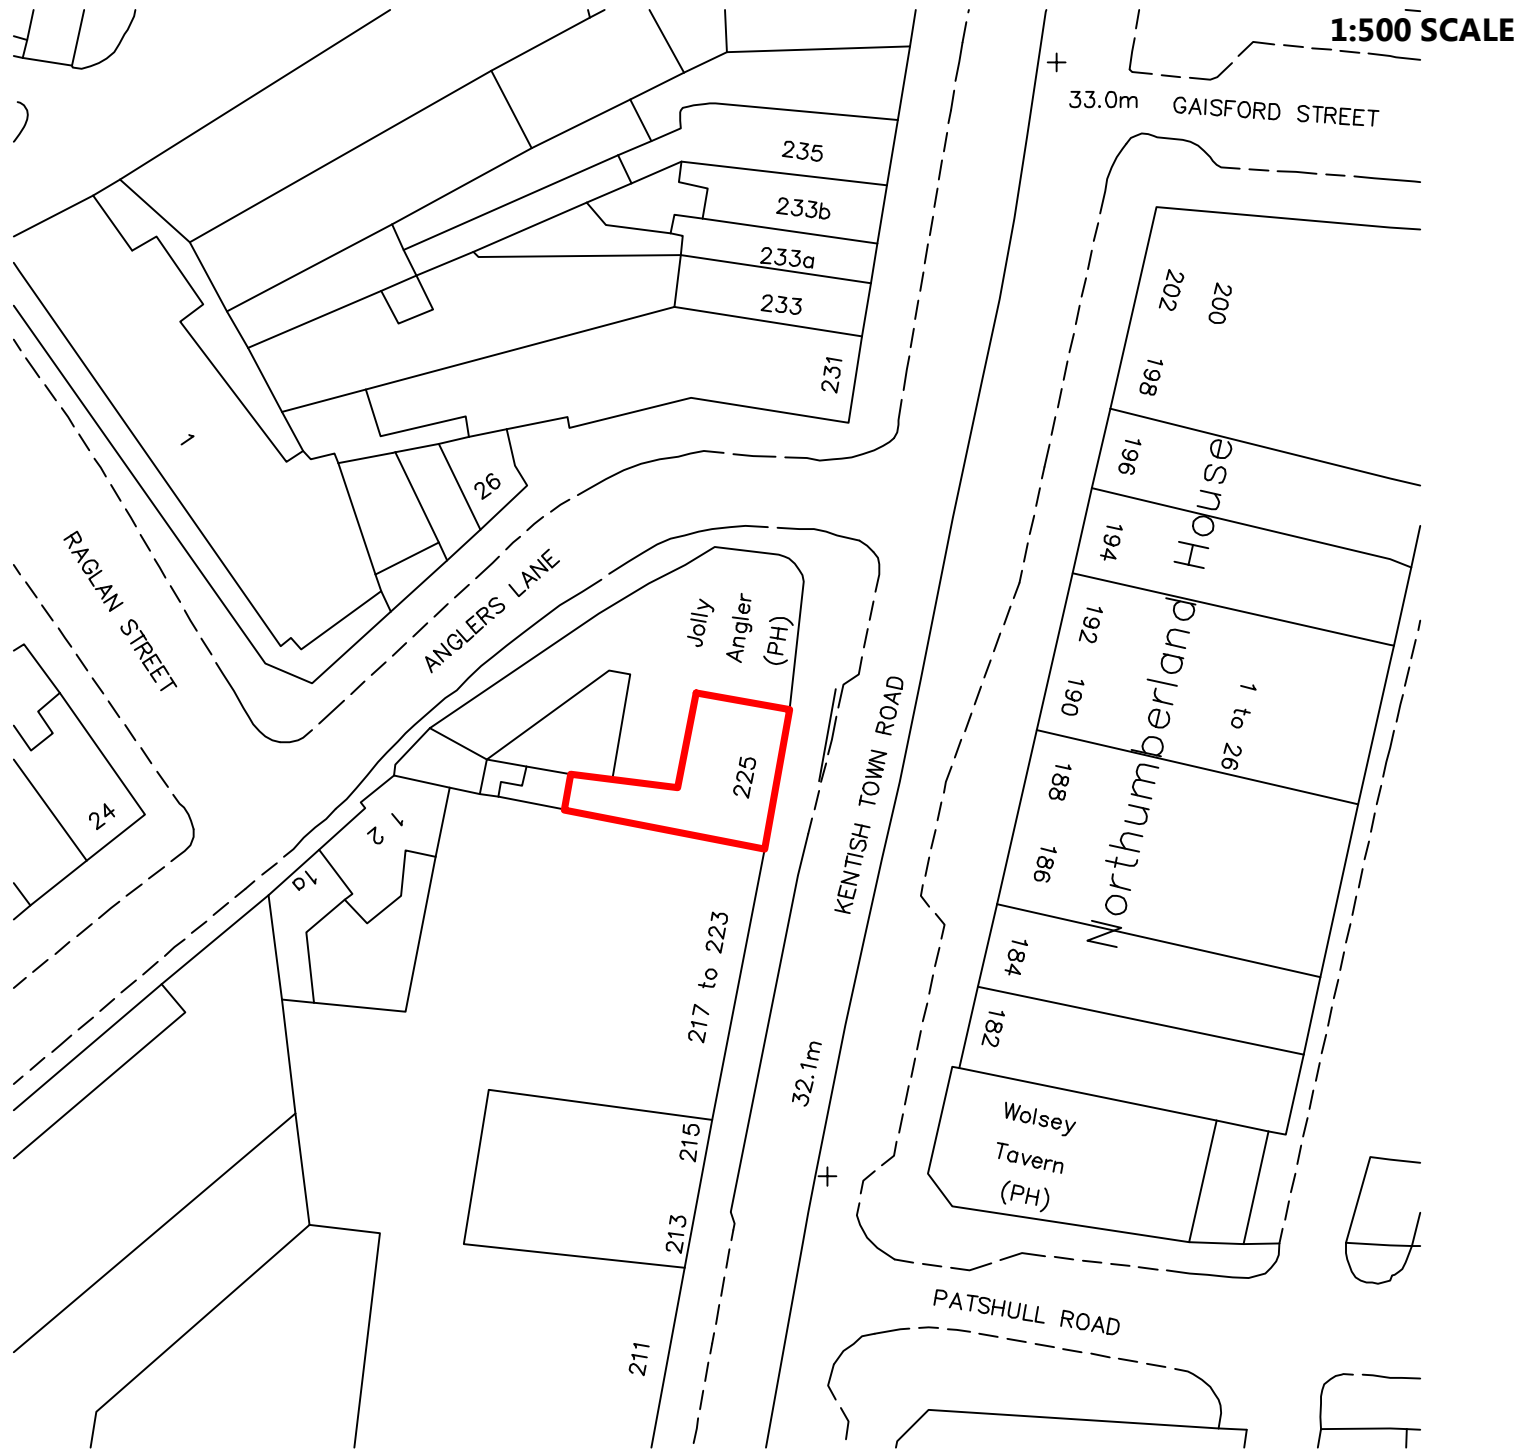 1:500 SCALE
33.0m
GAISFORD STREET
235
233b
233a
233
231
202
200
198
196
194
192
190
188
186
184
182
Northumberland House
1 to 26
1
26
RAGLAN STREET
ANGLERS LANE
Jolly
Angler
(PH)
225
KENTISH TOWN ROAD
24
1 2
1a
217 to 223
32.1m
215
213
211
Wolsey
Tavern
(PH)
PATSHULL ROAD